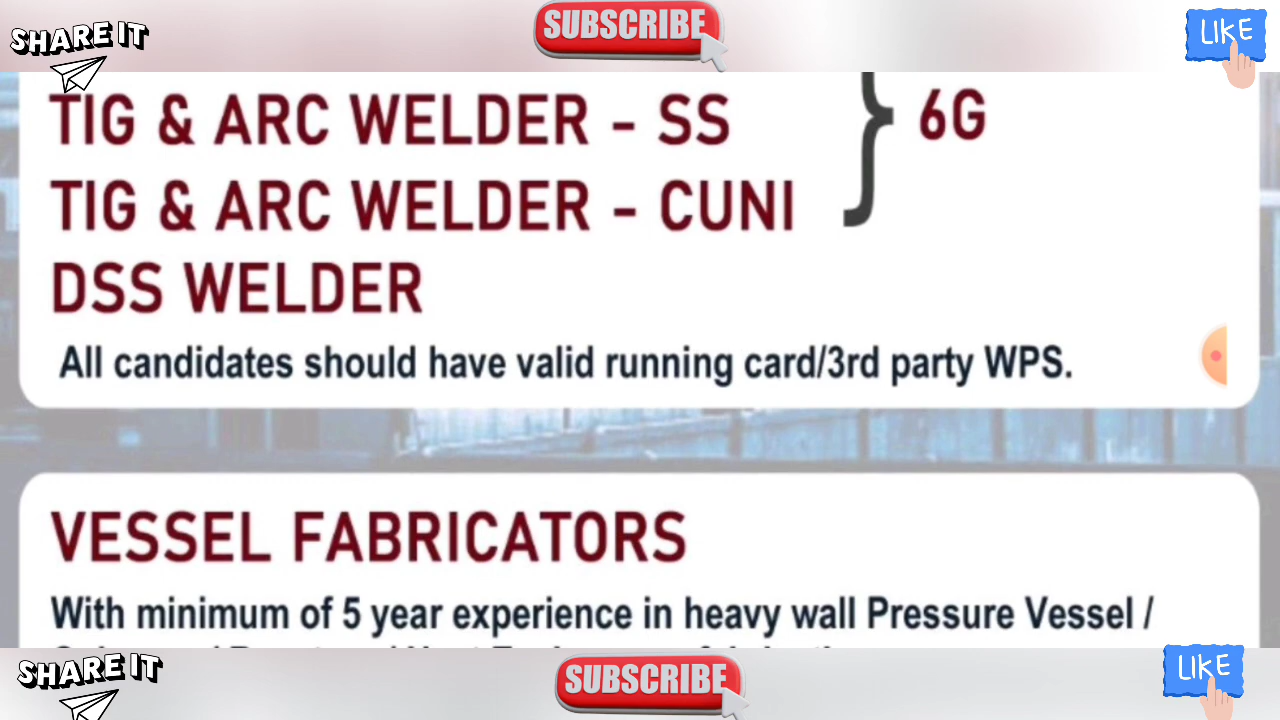 SHARE IT
SUBSCRIBE
LIKE
TIG & ARC WELDER - SS
} 6G
TIG & ARC WELDER - CUNI
DSS WELDER
All candidates should have valid running card/3rd party WPS.
VESSEL FABRICATORS
With minimum of 5 year experience in heavy wall Pressure Vessel /
SHARE IT
SUBSCRIBE
LIKE